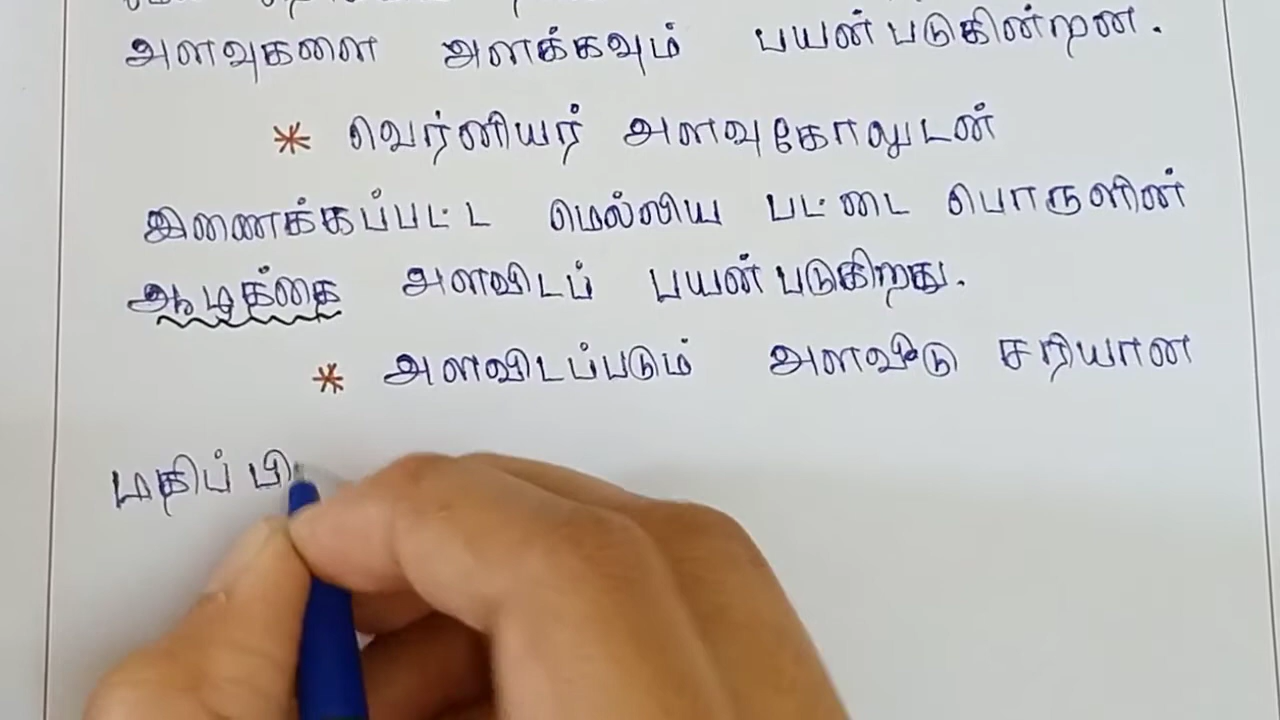 அளவுகளை அளக்கவும் பயன்படுகின்றன.
* வெர்னியர் அளவுகோலுடன்
இணைக்கப்பட்ட மெல்லிய பட்டை பொருளின்
ஆழத்தை அளவிடப் பயன்படுகிறது.
* அளவிடப்படும் அளவீடு சரியான
மதிப்பி